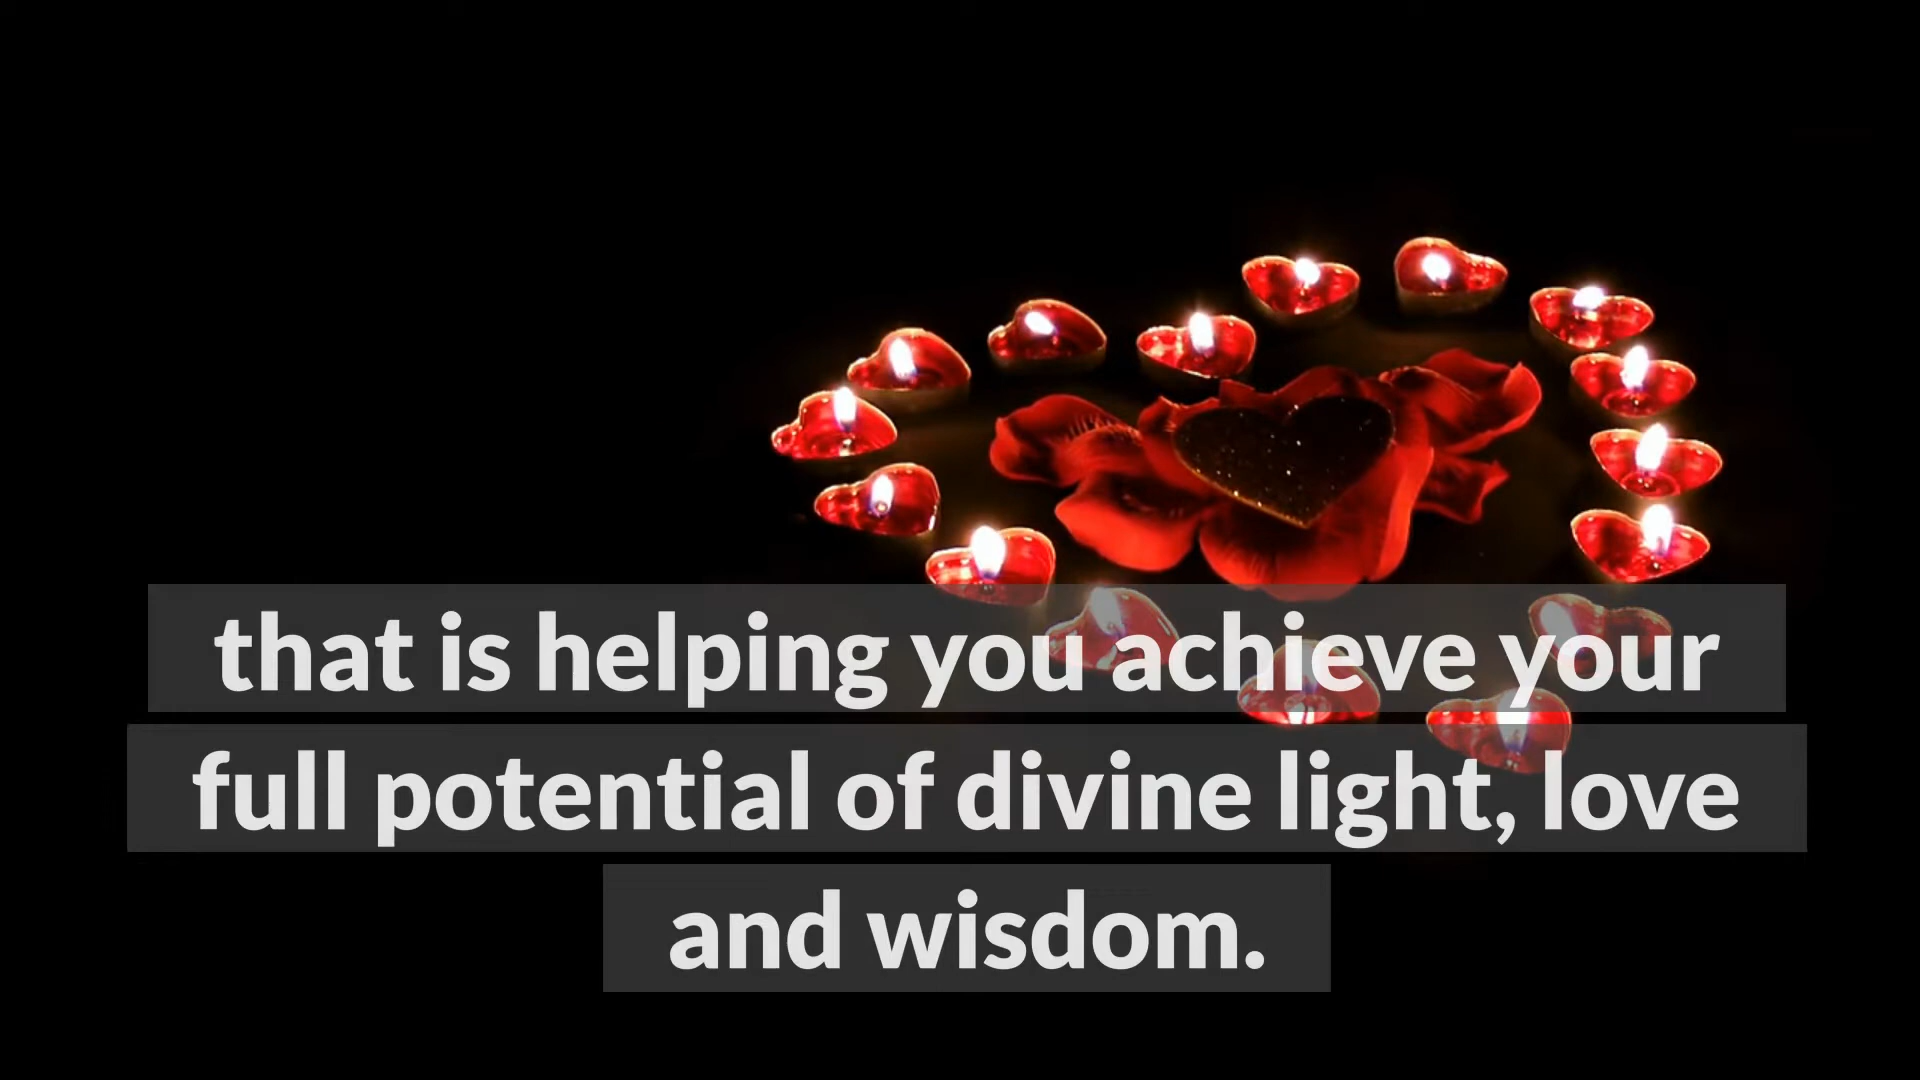 that is helping you achieve your
full potential of divine light, love
and wisdom.